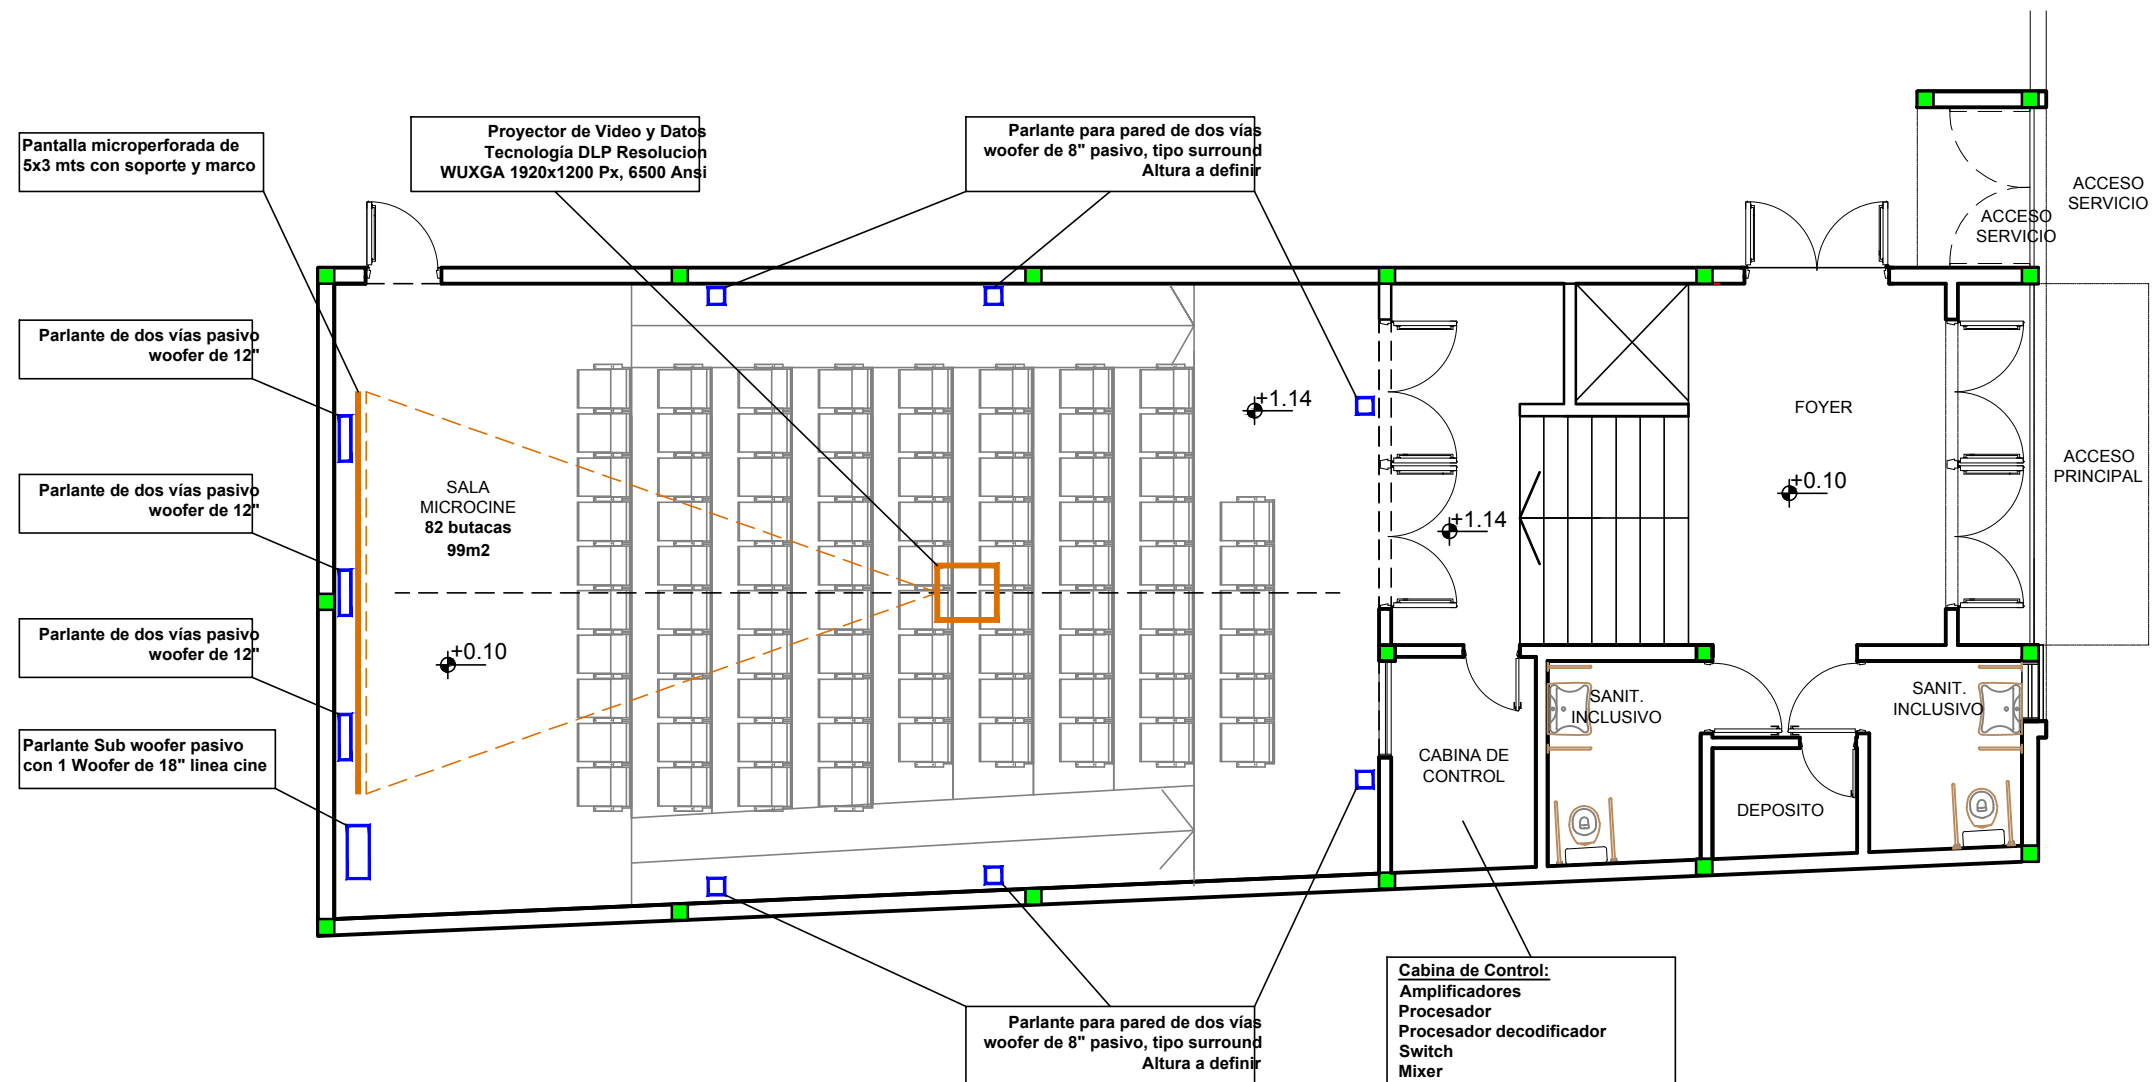 Pantalla microperforada de
5x3 mts con soporte y marco
Proyector de Video y Datos
Tecnología DLP Resolucion
WUXGA 1920x1200 Px, 6500 Ansi
Parlante para pared de dos vías
woofer de 8" pasivo, tipo surround
Altura a definir
ACCESO
SERVICIO
ACCESO
SERVICIO
Parlante de dos vías pasivo
woofer de 12"
Parlante de dos vías pasivo
woofer de 12"
Parlante de dos vías pasivo
woofer de 12"
Parlante Sub woofer pasivo
con 1 Woofer de 18" linea cine
SALA
MICROCINE
82 butacas
99m2
+0.10
+1.14
+1.14
FOYER
+0.10
ACCESO
PRINCIPAL
CABINA DE
CONTROL
SANIT.
INCLUSIVO
DEPOSITO
SANIT.
INCLUSIVO
Parlante para pared de dos vías
woofer de 8" pasivo, tipo surround
Altura a definir
Cabina de Control:
Amplificadores
Procesador
Procesador decodificador
Switch
Mixer